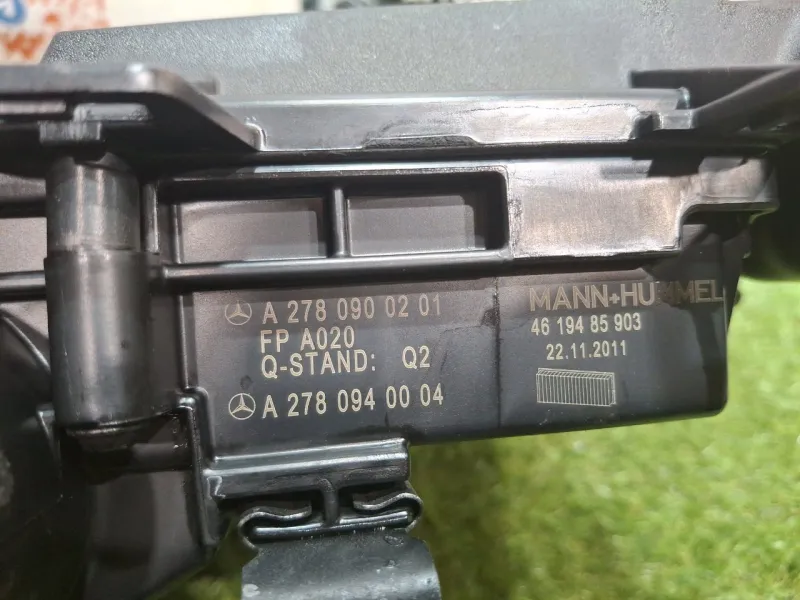 A 278 090 02 01
FP A020
Q-STAND: Q2
A 278 094 00 04
MANN+HUMMEL
46 194 85 903
22.11.2011